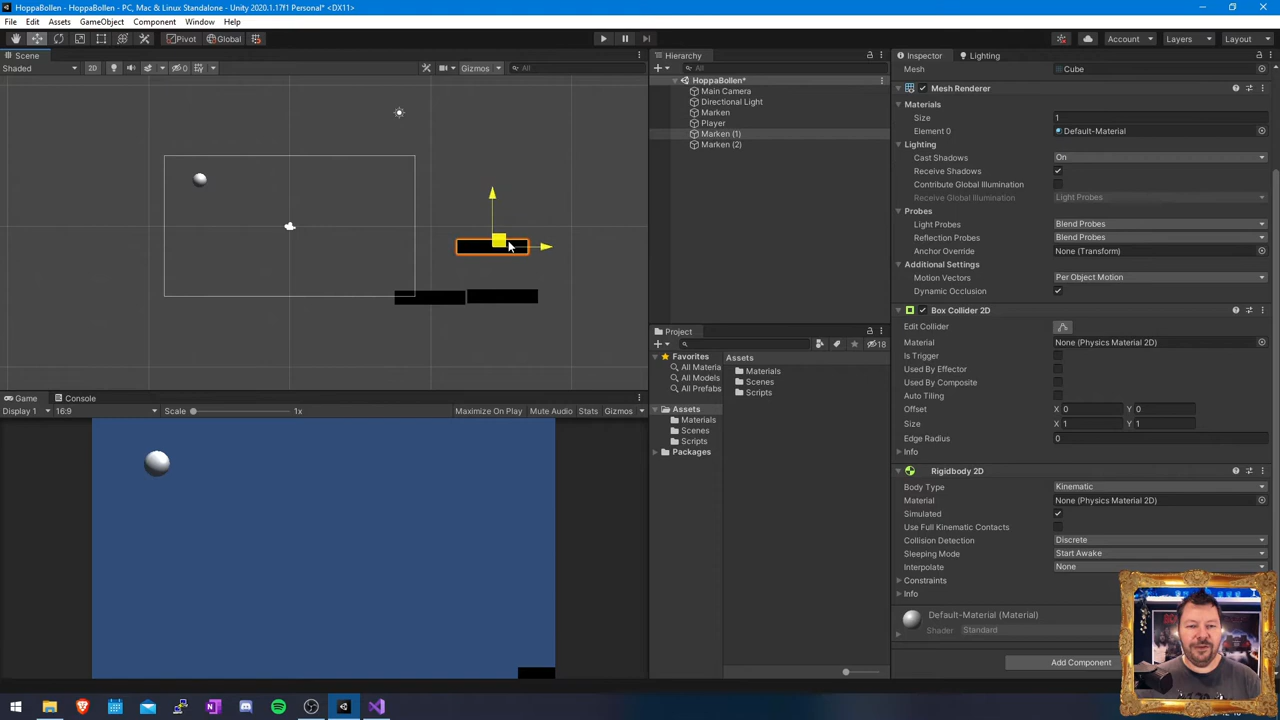 HoppaBollen - HoppaBollen - PC, Mac & Linux Standalone - Unity 2020.1.17f1 Personal* <DX11>
File Edit Assets GameObject Component Window Help
Pivot Global Account Layers Layout
Scene
Shaded 2D 0 Gizmos All
Hierarchy
All
HoppaBollen*
Main Camera
Directional Light
Marken
Player
Marken (1)
Marken (2)
Project
18
Favorites
All Materia
All Models
All Prefabs
Assets
Materials
Scenes
Scripts
Packages
Assets
Materials
Scenes
Scripts
Game Console
Display 1 16:9 Scale 1x Maximize On Play Mute Audio Stats Gizmos
Inspector Lighting
Mesh Cube
Mesh Renderer
Materials
Size 1
Element 0 Default-Material
Lighting
Cast Shadows On
Receive Shadows
Contribute Global Illumination
Receive Global Illumination Light Probes
Probes
Light Probes Blend Probes
Reflection Probes Blend Probes
Anchor Override None (Transform)
Additional Settings
Motion Vectors Per Object Motion
Dynamic Occlusion
Box Collider 2D
Edit Collider
Material None (Physics Material 2D)
Is Trigger
Used By Effector
Used By Composite
Auto Tiling
Offset X 0 Y 0
Size X 1 Y 1
Edge Radius 0
Info
Rigidbody 2D
Body Type Kinematic
Material None (Physics Material 2D)
Simulated
Use Full Kinematic Contacts
Collision Detection Discrete
Sleeping Mode Start Awake
Interpolate None
Constraints
Info
Default-Material (Material)
Shader Standard
Add Component